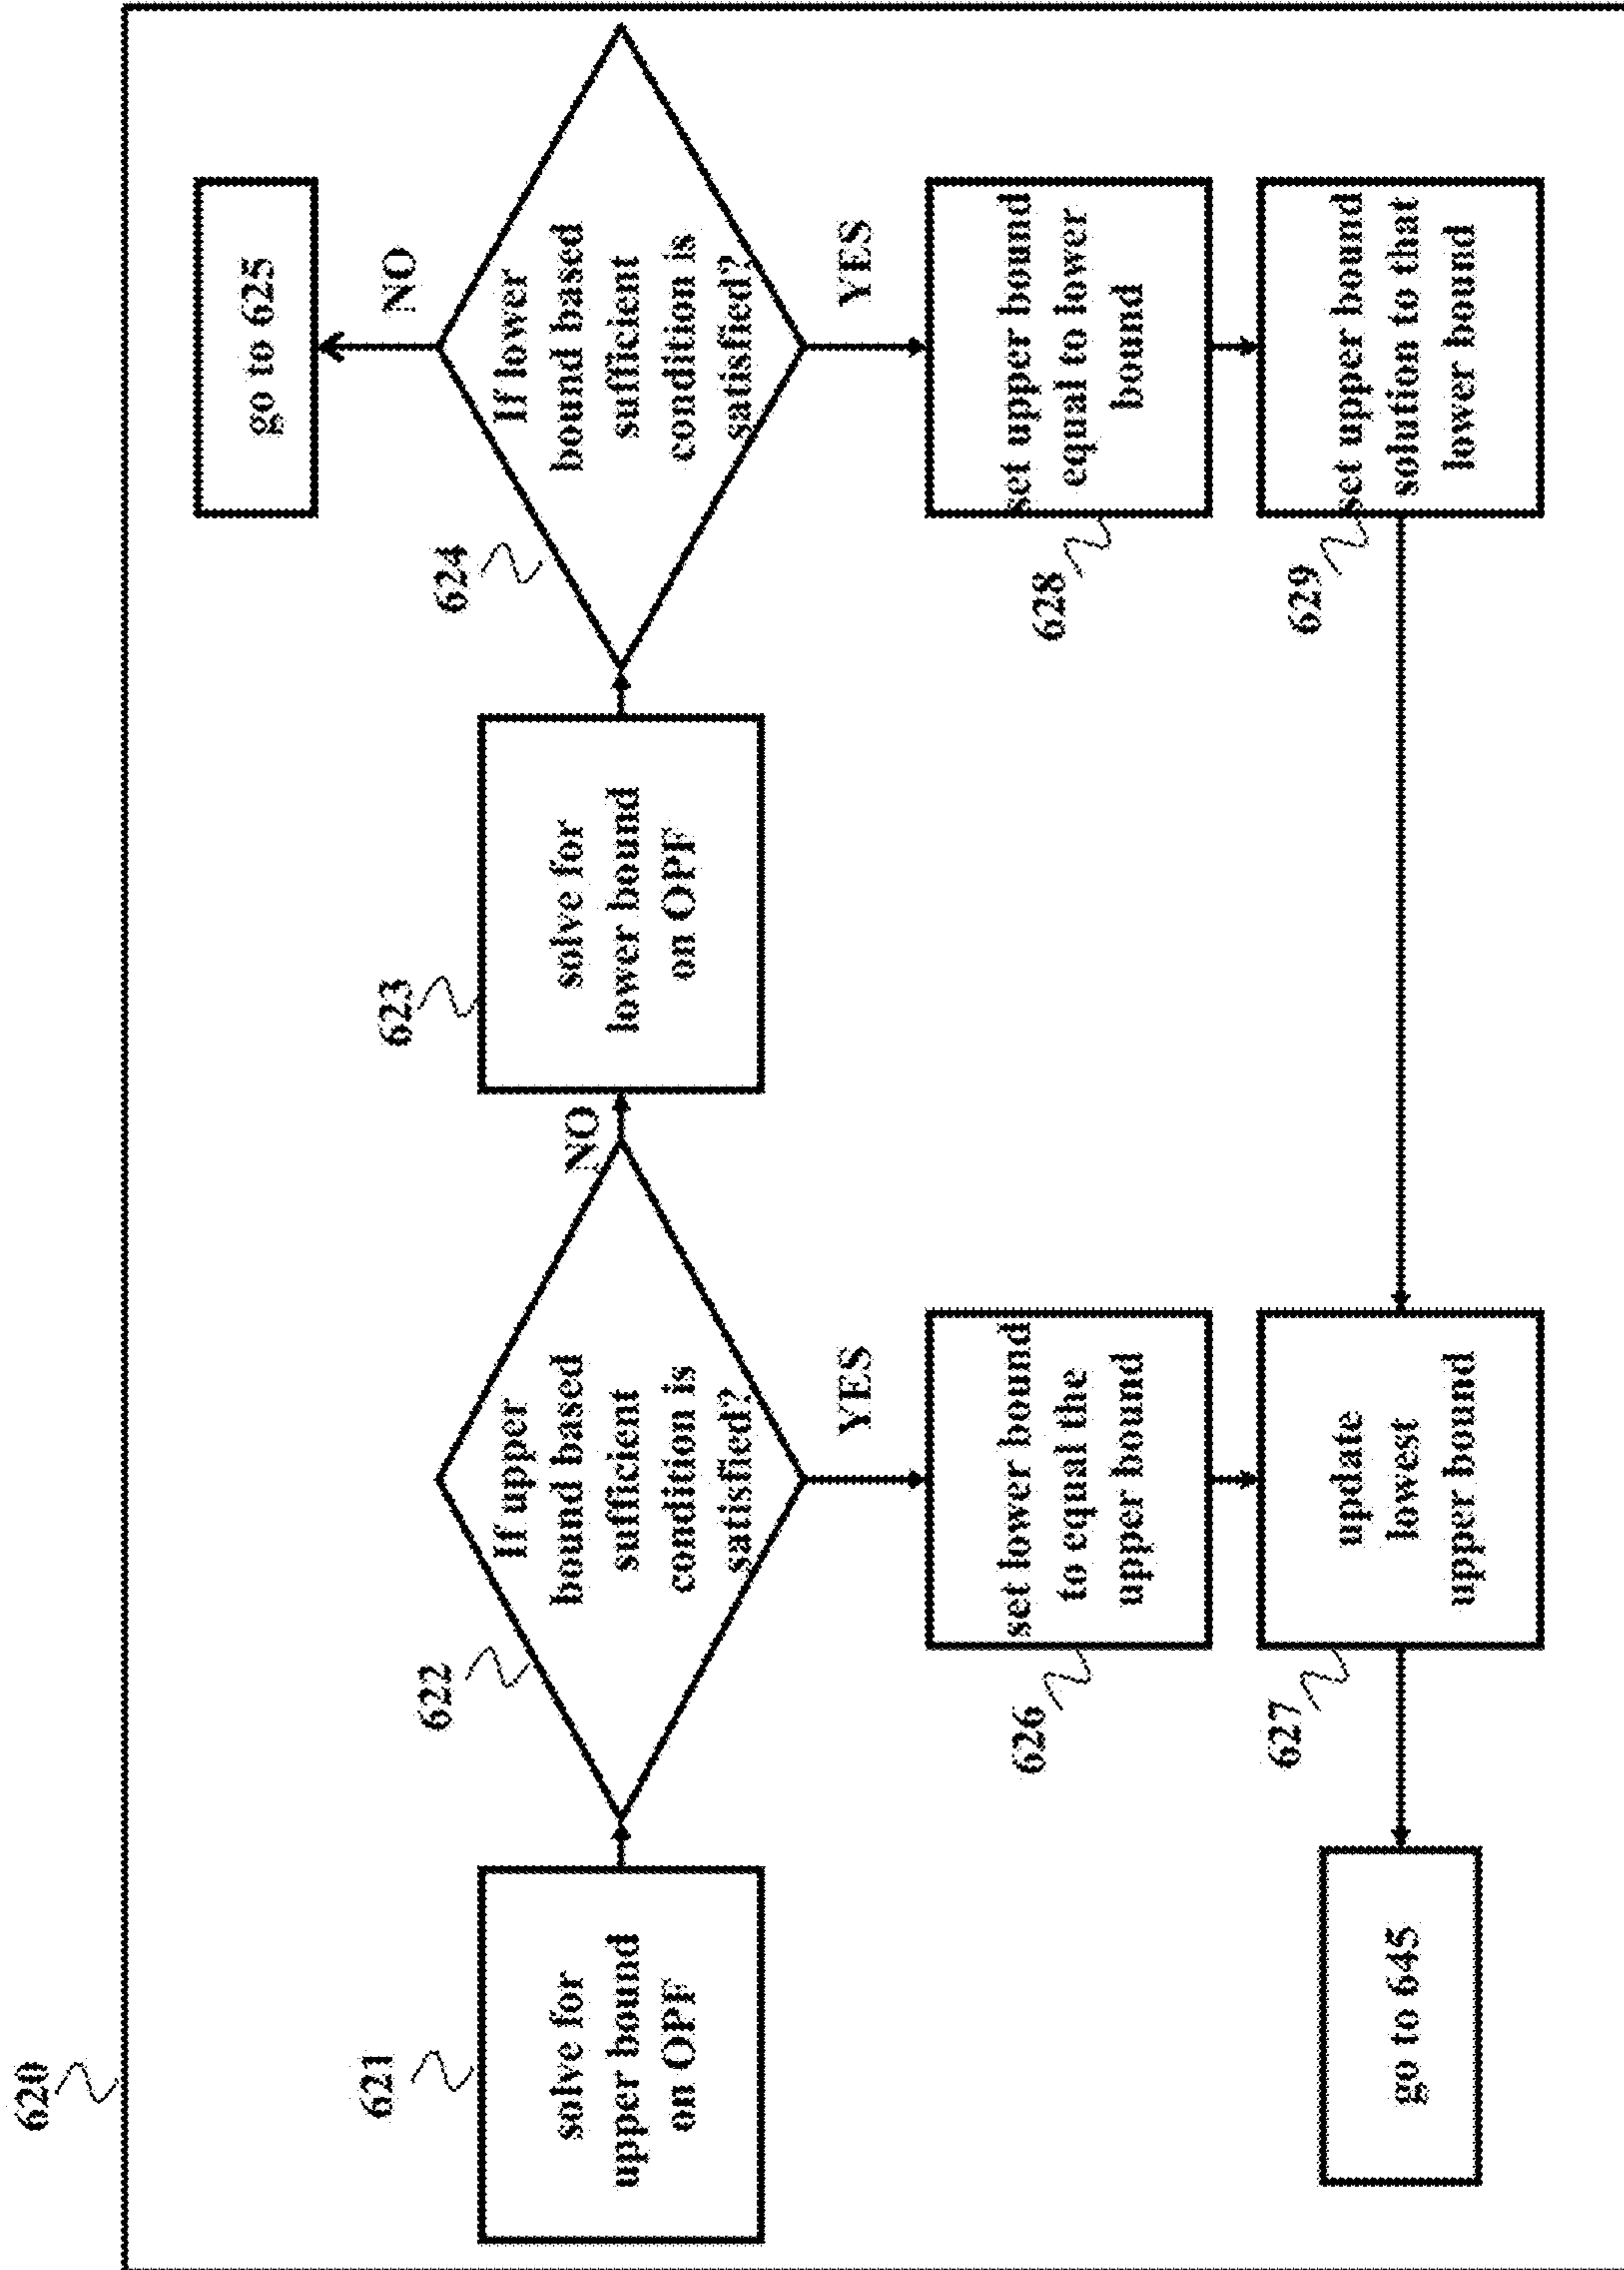 620
621
solve for
upper bound
on OPF
622
If upper
bound based
sufficient
condition is
satisfied?
NO
623
solve for
lower bound
on OPF
624
If lower
bound based
sufficient
condition is
satisfied?
NO
go to 625
YES
626
set lower bound
to equal the
upper bound
YES
628
set upper bound
equal to lower
bound
go to 645
627
update
lowest
upper bound
629
set upper bound
solution to that
lower bound